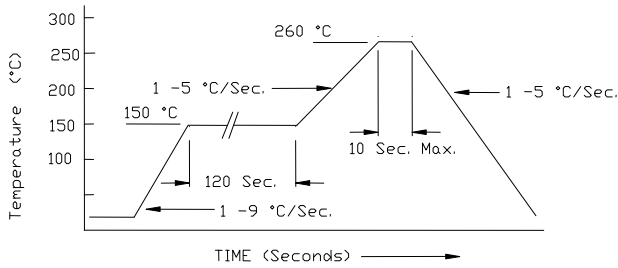 300
260 °C
250
200
1 -5 °C/Sec.
1 -5 °C/Sec.
150 °C
150
10 Sec. Max.
100
120 Sec.
1 -9 °C/Sec.
Temperature (°C)
TIME (Seconds)